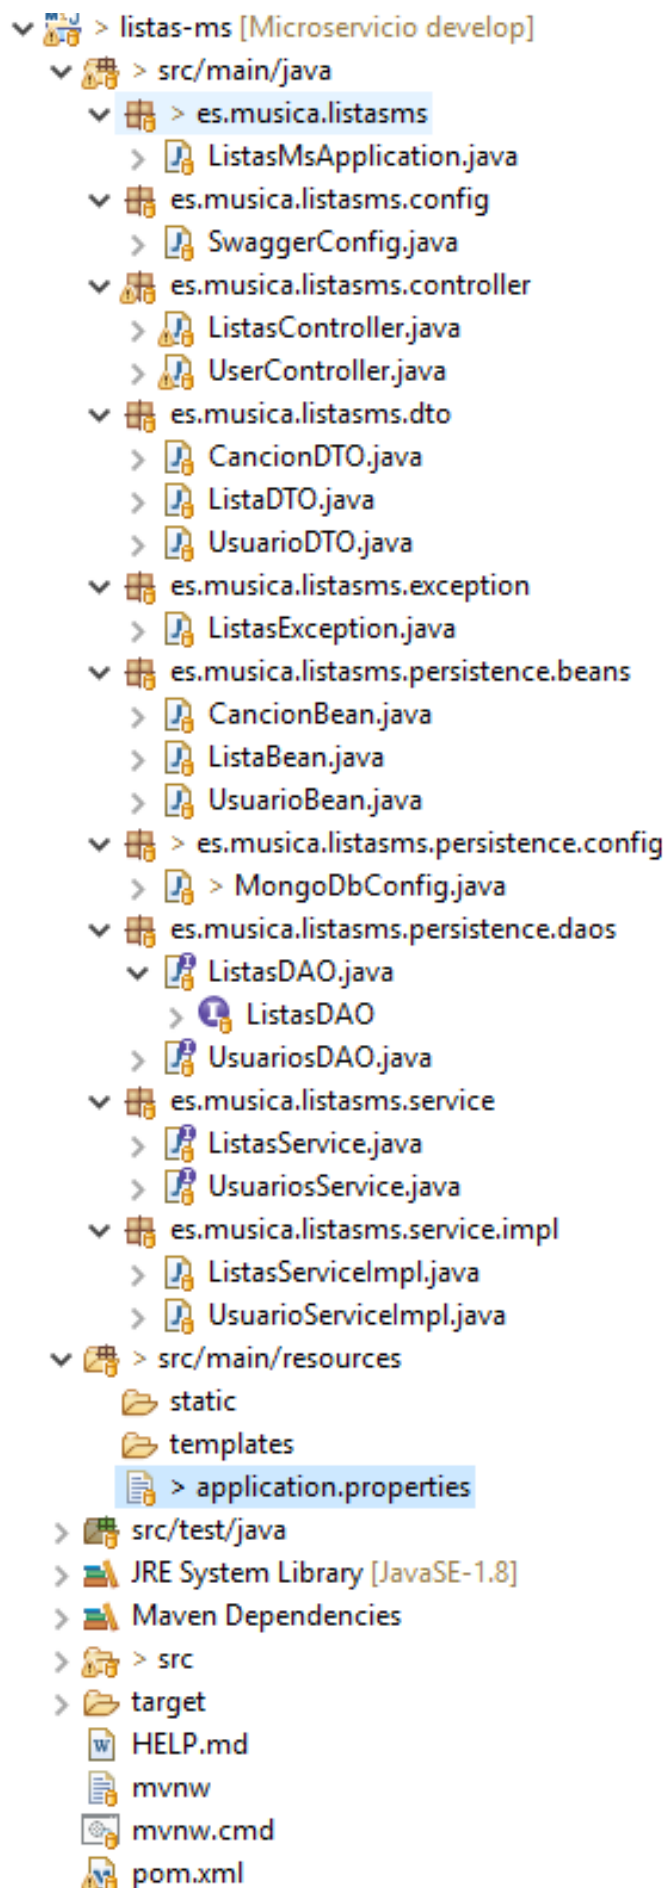 > listas-ms [Microservicio develop]
> src/main/java
> es.musica.listasms
ListasMsApplication.java
es.musica.listasms.config
SwaggerConfig.java
es.musica.listasms.controller
ListasController.java
UserController.java
es.musica.listasms.dto
CancionDTO.java
ListaDTO.java
UsuarioDTO.java
es.musica.listasms.exception
ListasException.java
es.musica.listasms.persistence.beans
CancionBean.java
ListaBean.java
UsuarioBean.java
> es.musica.listasms.persistence.config
> MongoDbConfig.java
es.musica.listasms.persistence.daos
ListasDAO.java
ListasDAO
UsuariosDAO.java
es.musica.listasms.service
ListasService.java
UsuariosService.java
es.musica.listasms.service.impl
ListasServiceImpl.java
UsuarioServiceImpl.java
> src/main/resources
static
templates
> application.properties
src/test/java
JRE System Library [JavaSE-1.8]
Maven Dependencies
> src
target
HELP.md
mvnw
mvnw.cmd
pom.xml